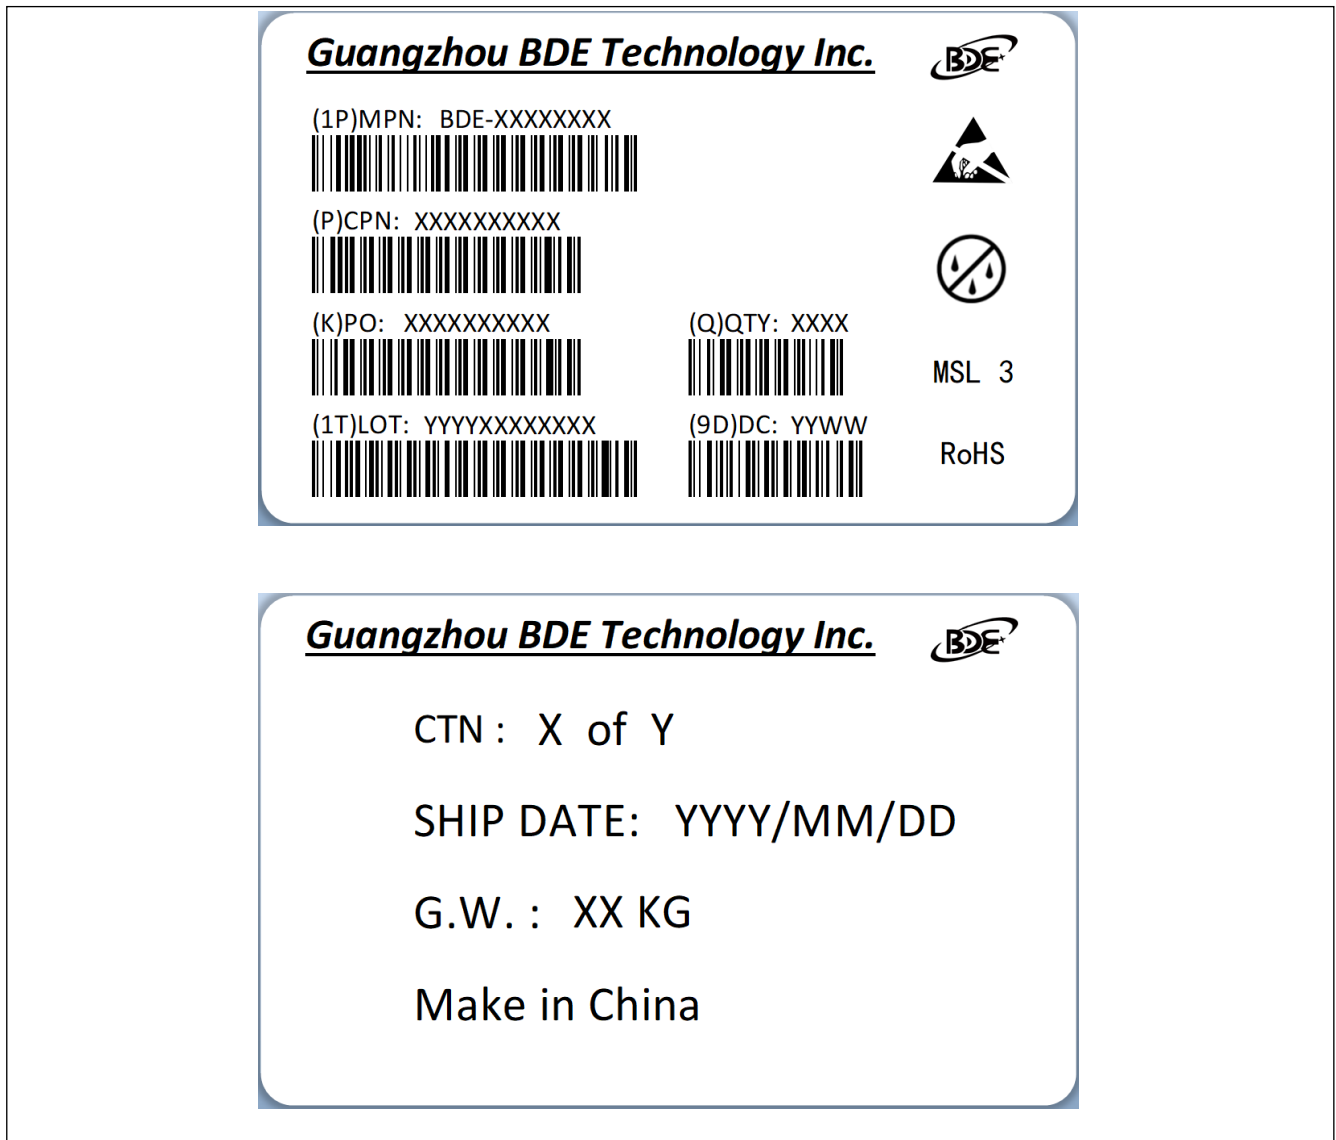 Guangzhou BDE Technology Inc. BDE
(1P)MPN: BDE-XXXXXXXX
(P)CPN: XXXXXXXXXX
(K)PO: XXXXXXXXXX (Q)QTY: XXXX
MSL 3
(1T)LOT: YYYYXXXXXXXX (9D)DC: YYWW
RoHS
Guangzhou BDE Technology Inc. BDE
CTN : X of Y
SHIP DATE: YYYY/MM/DD
G.W. : XX KG
Make in China